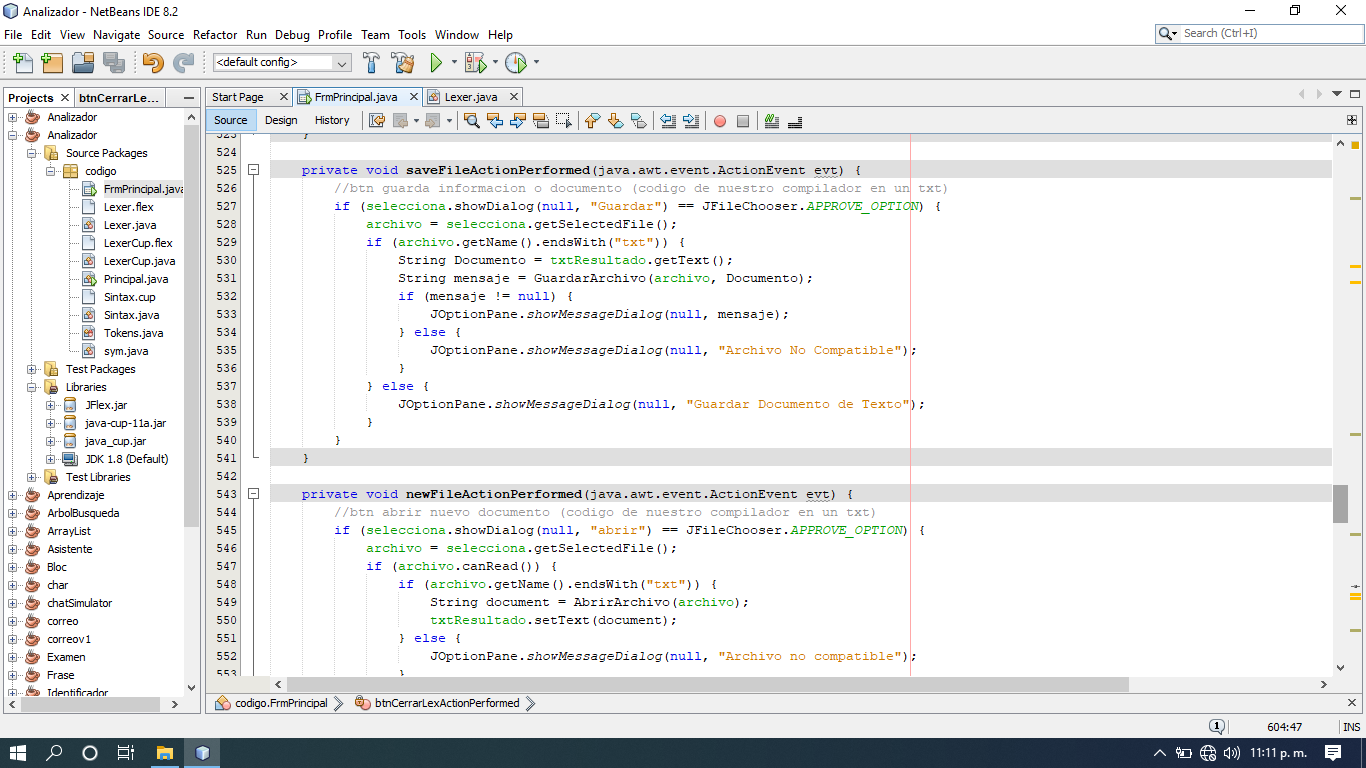 Analizador - NetBeans IDE 8.2
File Edit View Navigate Source Refactor Run Debug Profile Team Tools Window Help
Search (Ctrl+I)
<default config>
Projects
btnCerrarLe...
Analizador
Analizador
Source Packages
codigo
FrmPrincipal.java
Lexer.flex
Lexer.java
LexerCup.flex
LexerCup.java
Principal.java
Sintax.cup
Sintax.java
Tokens.java
sym.java
Test Packages
Libraries
JFlex.jar
java-cup-11a.jar
java_cup.jar
JDK 1.8 (Default)
Test Libraries
Aprendizaje
ArbolBusqueda
ArrayList
Asistente
Bloc
char
chatSimulator
correo
correov1
Examen
Frase
Identificador
Start Page FrmPrincipal.java Lexer.java
Source Design History
523 }
524
525 private void saveFileActionPerformed(java.awt.event.ActionEvent evt) {
526 //btn guarda informacion o documento (codigo de nuestro compilador en un txt)
527 if (selecciona.showDialog(null, "Guardar") == JFileChooser.APPROVE_OPTION) {
528 archivo = selecciona.getSelectedFile();
529 if (archivo.getName().endsWith("txt")) {
530 String Documento = txtResultado.getText();
531 String mensaje = GuardarArchivo(archivo, Documento);
532 if (mensaje != null) {
533 JOptionPane.showMessageDialog(null, mensaje);
534 } else {
535 JOptionPane.showMessageDialog(null, "Archivo No Compatible");
536 }
537 } else {
538 JOptionPane.showMessageDialog(null, "Guardar Documento de Texto");
539 }
540 }
541 }
542
543 private void newFileActionPerformed(java.awt.event.ActionEvent evt) {
544 //btn abrir nuevo documento (codigo de nuestro compilador en un txt)
545 if (selecciona.showDialog(null, "abrir") == JFileChooser.APPROVE_OPTION) {
546 archivo = selecciona.getSelectedFile();
547 if (archivo.canRead()) {
548 if (archivo.getName().endsWith("txt")) {
549 String document = AbrirArchivo(archivo);
550 txtResultado.setText(document);
551 } else {
552 JOptionPane.showMessageDialog(null, "Archivo no compatible");
553 }
codigo.FrmPrincipal btnCerrarLexActionPerformed
1
604:47 INS
11:11 p. m.